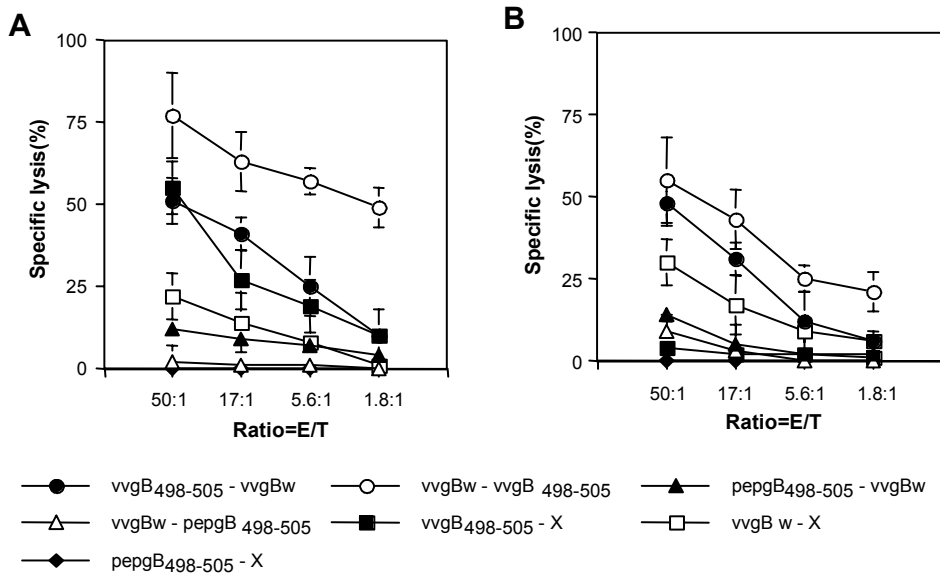 A
B
100
75
50
25
0
Specific lysis(%)
50:1 17:1 5.6:1 1.8:1
Ratio=E/T
100
75
50
25
0
Specific lysis(%)
50:1 17:1 5.6:1 1.8:1
Ratio=E/T
vvgB498-505 - vvgBw vvgBw - vvgB 498-505 pepgB498-505 - vvgBw
vvgBw - pepgB 498-505 vvgB498-505 - X vvgB w - X
pepgB498-505 - X